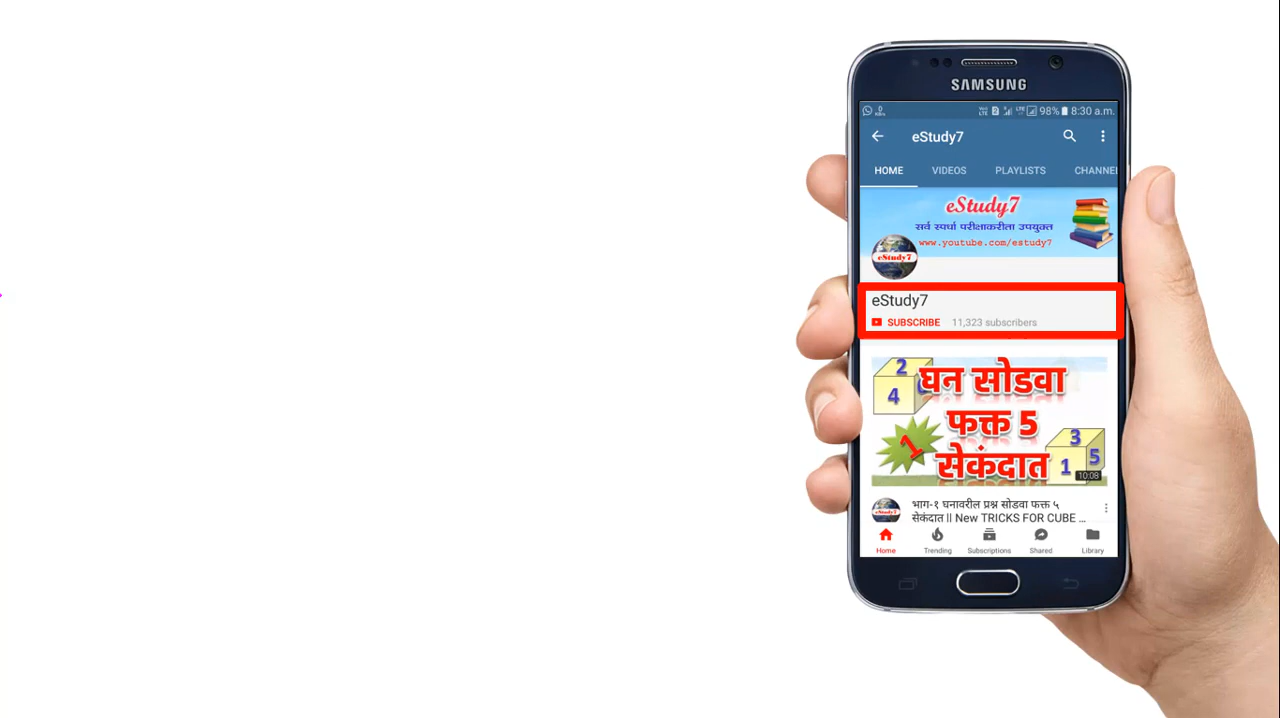 SAMSUNG
98% 8:30 a.m.
eStudy7
HOME VIDEOS PLAYLISTS CHANNEL
eStudy7
सर्व स्पर्धा परीक्षाकरीता उपयुक्त
www.youtube.com/estudy7
eStudy7
eStudy7
SUBSCRIBE 11,323 subscribers
2
4
घन सोडवा
फक्त 5
सेकंदात
1
3
1 5
10:08
eStudy7
भाग-१ घनावरील प्रश्न सोडवा फक्त ५
सेकंदात || New TRICKS FOR CUBE ...
Home Trending Subscriptions Shared Library